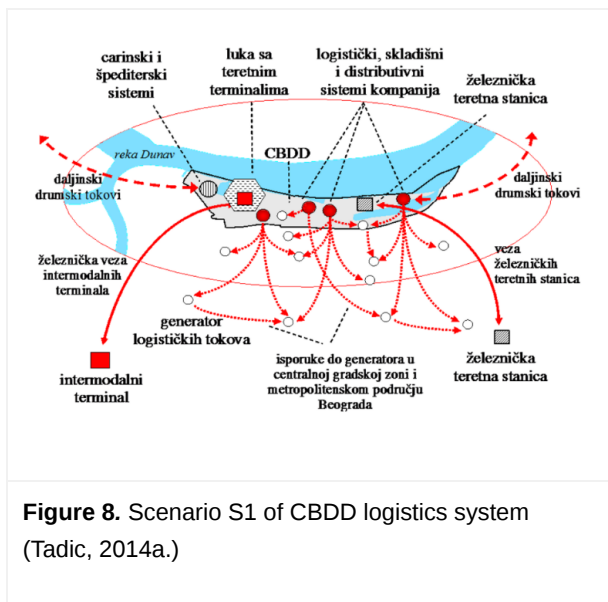 carinski i
špediterski
sistemi
luka sa
teretnim
terminalima
logistički, skladišni
i distributivni
sistemi kompanija
železnička
teretna stanica
reka Dunav
CBDD
daljinski
drumski tokovi
daljinski
drumski tokovi
železnička veza
intermodalnih
terminala
veza
železničkih
teretnih stanica
generator
logističkih tokova
isporuke do generatora u
centralnoj gradskoj zoni i
metropolitenskom području
Beograda
intermodalni
terminal
železnička
teretna stanica
Figure 8. Scenario S1 of CBDD logistics system
(Tadic, 2014a.)